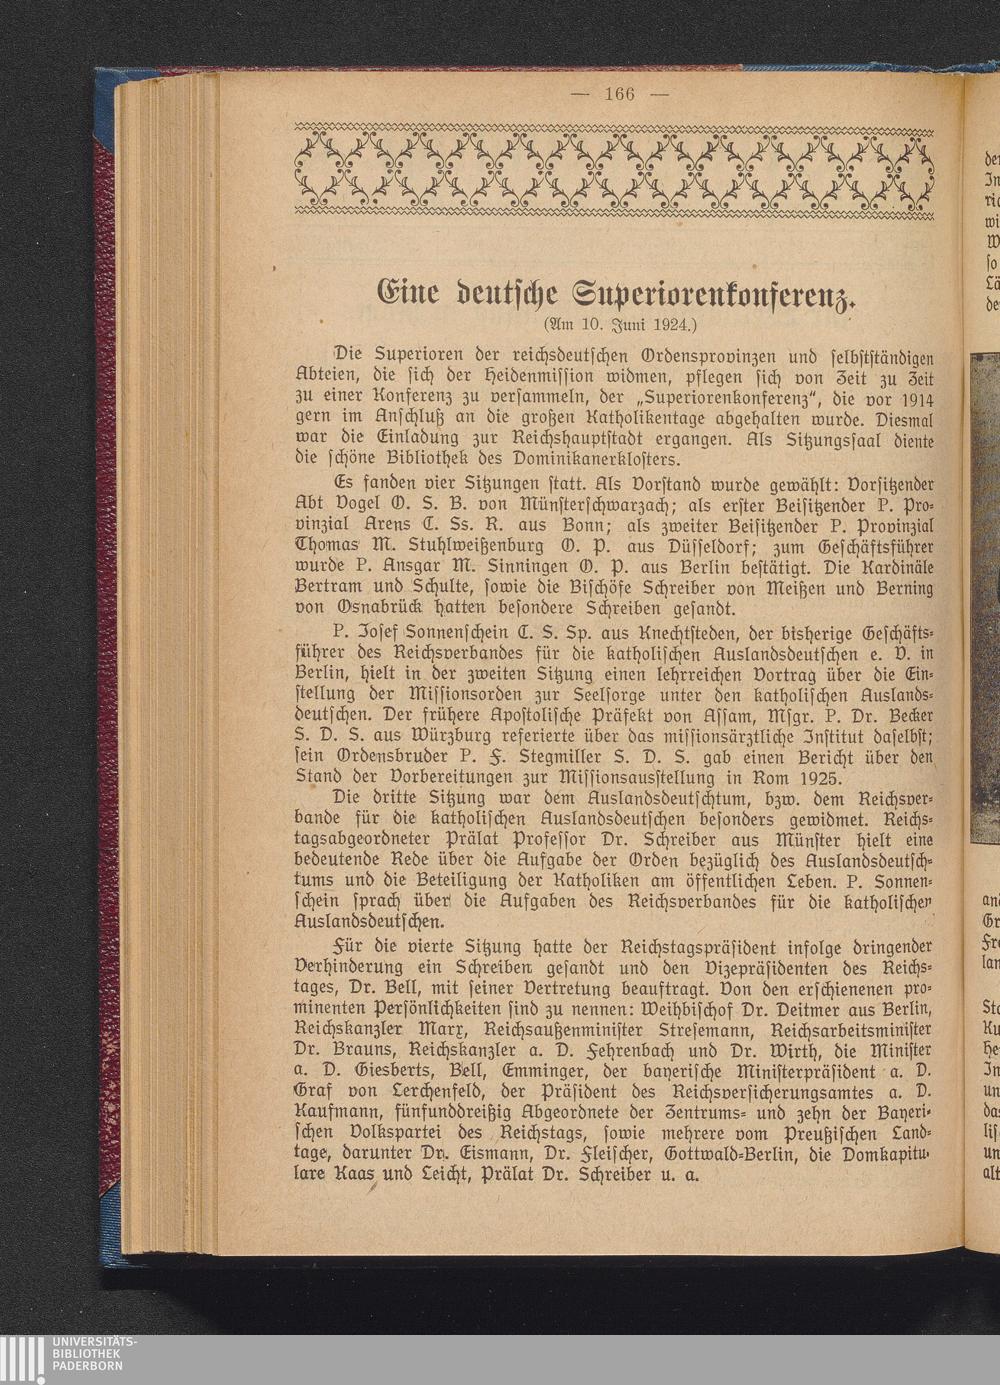 — 166 —
Eine deutsche Superiorenkonferenz.
(Am 10. Juni 1924.)
Die Superioren der reichsdeutschen Ordensprovinzen und selbstständigen
Abteien, die sich der Heidenmission widmen, pflegen sich von Zeit zu Zeit
zu einer Konferenz zu versammeln, der „Superiorenkonferenz“, die vor 1914
gern im Anschluß an die großen Katholikentage abgehalten wurde. Diesmal
war die Einladung zur Reichshauptstadt ergangen. Als Sitzungssaal diente
die schöne Bibliothek des Dominikanerklosters.
Es fanden vier Sitzungen statt. Als Vorstand wurde gewählt: Vorsitzender
Abt Vogel O. S. B. von Münsterschwarzach; als erster Beisitzender P. Pro-
vinzial Arens C. Ss. R. aus Bonn; als zweiter Beisitzender P. Provinzial
Thomas M. Stuhlweißenburg O. P. aus Düsseldorf; zum Geschäftsführer
wurde P. Ansgar M. Sinningen O. P. aus Berlin bestätigt. Die Kardinäle
Bertram und Schulte, sowie die Bischöfe Schreiber von Meißen und Berning
von Osnabrück hatten besondere Schreiben gesandt.
P. Josef Sonnenschein C. S. Sp. aus Knechtsteden, der bisherige Geschäfts-
führer des Reichsverbandes für die katholischen Auslandsdeutschen e. V. in
Berlin, hielt in der zweiten Sitzung einen lehrreichen Vortrag über die Ein-
stellung der Missionsorden zur Seelsorge unter den katholischen Auslands-
deutschen. Der frühere Apostolische Präfekt von Assam, Msgr. P. Dr. Becker
S. D. S. aus Würzburg referierte über das missionsärztliche Institut daselbst;
sein Ordensbruder P. F. Stegmiller S. D. S. gab einen Bericht über den
Stand der Vorbereitungen zur Missionsausstellung in Rom 1925.
Die dritte Sitzung war dem Auslandsdeutschtum, bzw. dem Reichsver-
bande für die katholischen Auslandsdeutschen besonders gewidmet. Reichs-
tagsabgeordneter Prälat Professor Dr. Schreiber aus Münster hielt eine
bedeutende Rede über die Aufgabe der Orden bezüglich des Auslandsdeutsch-
tums und die Beteiligung der Katholiken am öffentlichen Leben. P. Sonnen-
schein sprach über die Aufgaben des Reichsverbandes für die katholischen
Auslandsdeutschen.
Für die vierte Sitzung hatte der Reichstagspräsident infolge dringender
Verhinderung ein Schreiben gesandt und den Vizepräsidenten des Reichs-
tages, Dr. Bell, mit seiner Vertretung beauftragt. Von den erschienenen pro-
minenten Persönlichkeiten sind zu nennen: Weihbischof Dr. Deitmer aus Berlin,
Reichskanzler Marx, Reichsaußenminister Stresemann, Reichsarbeitsminister
Dr. Brauns, Reichskanzler a. D. Fehrenbach und Dr. Wirth, die Minister
a. D. Giesberts, Bell, Emminger, der bayerische Ministerpräsident a. D.
Graf von Lerchenfeld, der Präsident des Reichsversicherungsamtes a. D.
Kaufmann, fünfunddreißig Abgeordnete der Zentrums- und zehn der Bayeri-
schen Volkspartei des Reichstags, sowie mehrere vom Preußischen Land-
tage, darunter Dr. Eismann, Dr. Fleischer, Gottwald-Berlin, die Domkapitu-
lare Kaas und Leicht, Prälat Dr. Schreiber u. a.
UNIVERSITÄTS-
BIBLIOTHEK
PADERBORN